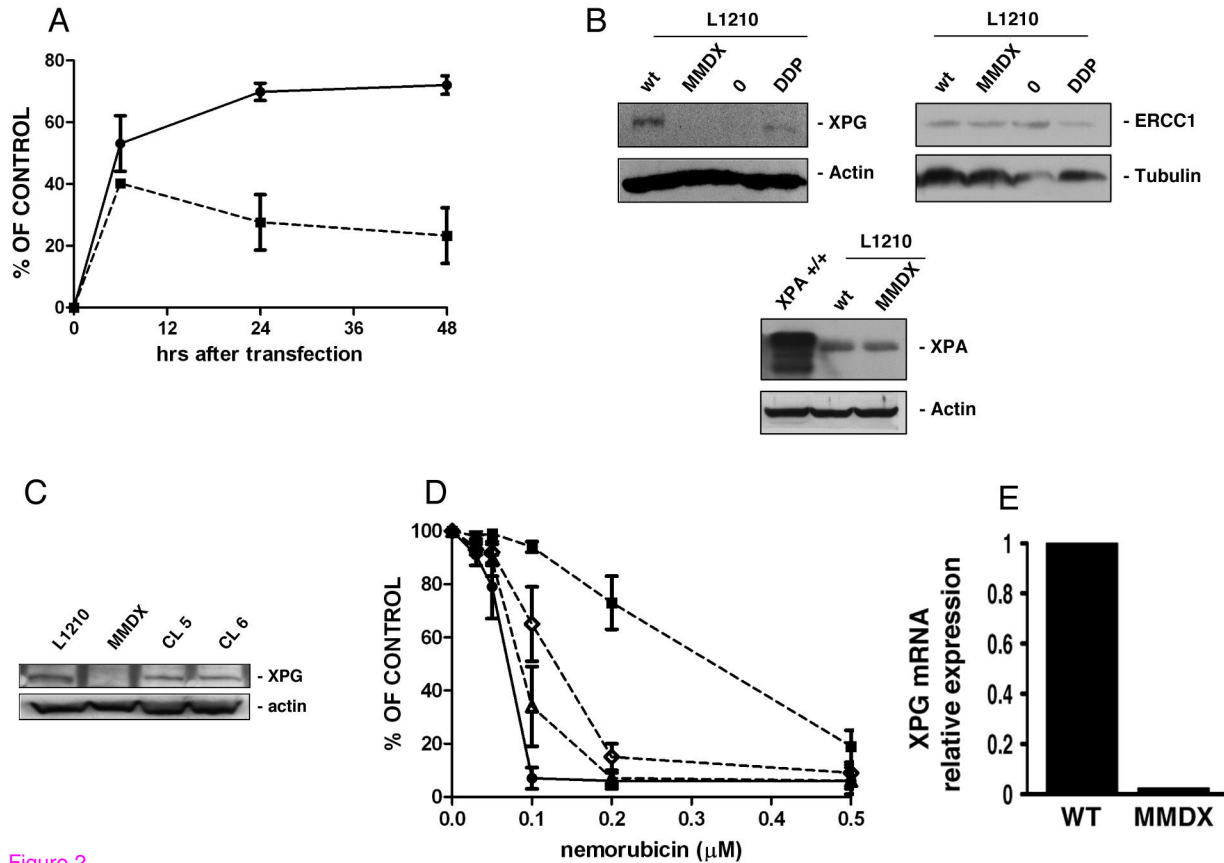 A
% OF CONTROL
80
60
40
20
0
0 12 24 36 48
hrs after transfection
B
L1210
wt MMDX 0 DDP
- XPG
- Actin
L1210
wt MMDX 0 DDP
- ERCC1
- Tubulin
L1210
XPA +/+ wt MMDX
- XPA
- Actin
C
L1210 MMDX CL 5 CL 6
- XPG
- actin
D
% OF CONTROL
100
80
60
40
20
0
0.0 0.1 0.2 0.3 0.4 0.5
nemorubicin (μM)
E
XPG mRNA
relative expression
1
0.8
0.6
0.4
0.2
0
WT MMDX
Figure 2